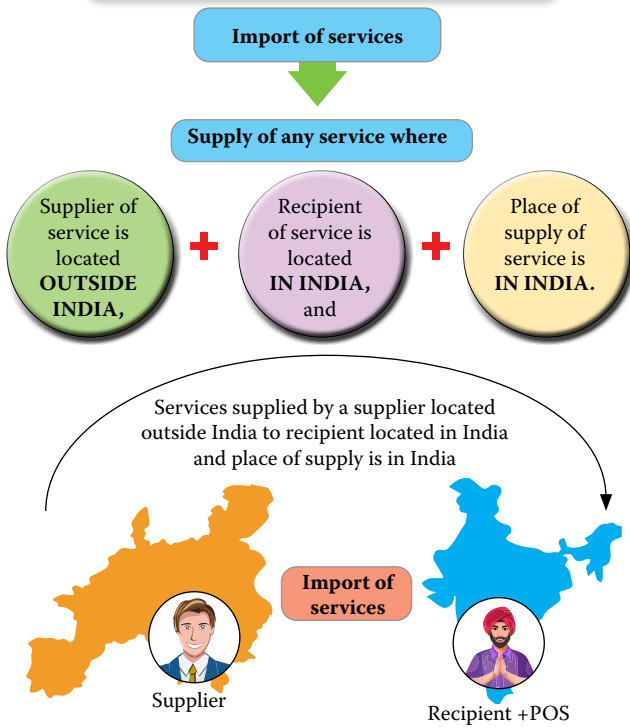 Import of services
Supply of any service where
Supplier of
service is
located
OUTSIDE
INDIA,
Recipient
of service is
located
IN INDIA,
and
Place of
supply of
service is
IN INDIA.
Services supplied by a supplier located
outside India to recipient located in India
and place of supply is in India
Import of
services
Supplier
Recipient +POS